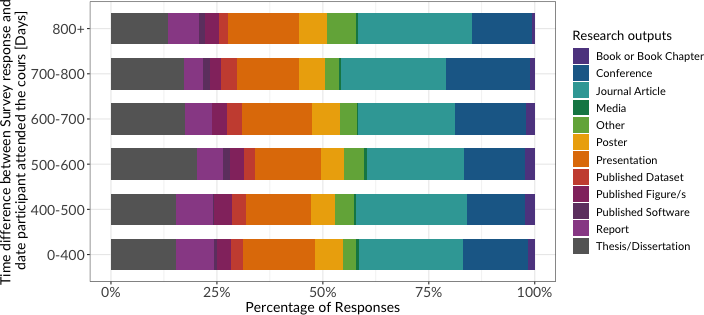 Time difference between Survey response and
date participant attended the cours [Days]
800+
700-800
600-700
500-600
400-500
0-400
0%
25%
50%
75%
100%
Percentage of Responses
Research outputs
Book or Book Chapter
Conference
Journal Article
Media
Other
Poster
Presentation
Published Dataset
Published Figure/s
Published Software
Report
Thesis/Dissertation